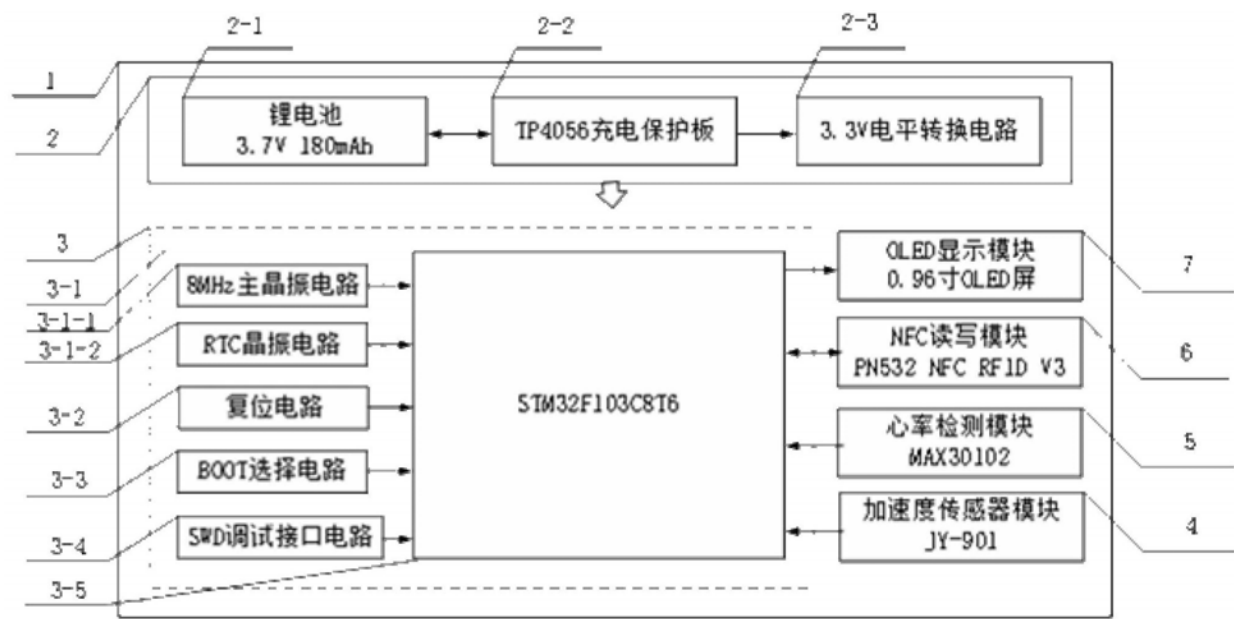 2-1
2-2
2-3
1
2
锂电池
3.7V 180mAh
TP4056充电保护板
3.3V电平转换电路
3
3-1
3-1-1
3-1-2
3-2
3-3
3-4
3-5
8MHz主晶振电路
RTC晶振电路
复位电路
BOOT选择电路
SWD调试接口电路
STM32F103C8T6
OLED显示模块
0.96寸OLED屏
NFC读写模块
PN532 NFC RFID V3
心率检测模块
MAX30102
加速度传感器模块
JY-901
7
6
5
4